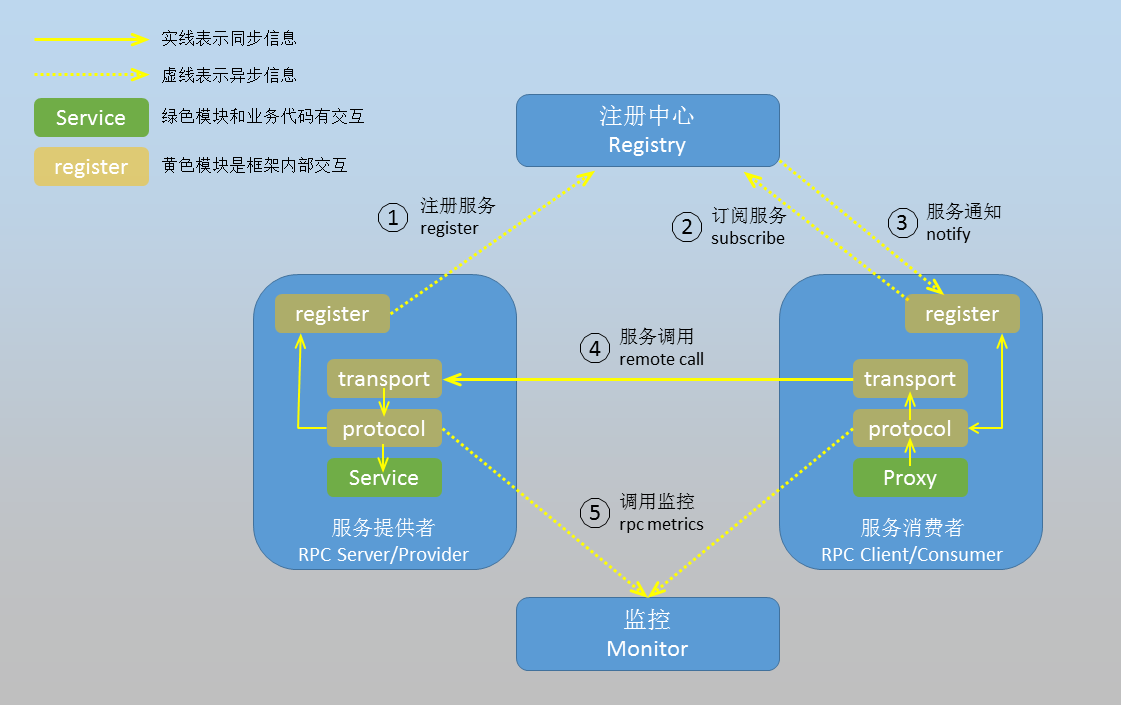 实线表示同步信息
虚线表示异步信息
Service
绿色模块和业务代码有交互
register
黄色模块是框架内部交互
注册中心
Registry
①
注册服务
register
②
订阅服务
subscribe
③
服务通知
notify
register
transport
protocol
Service
服务提供者
RPC Server/Provider
④
服务调用
remote call
register
transport
protocol
Proxy
服务消费者
RPC Client/Consumer
⑤
调用监控
rpc metrics
监控
Monitor